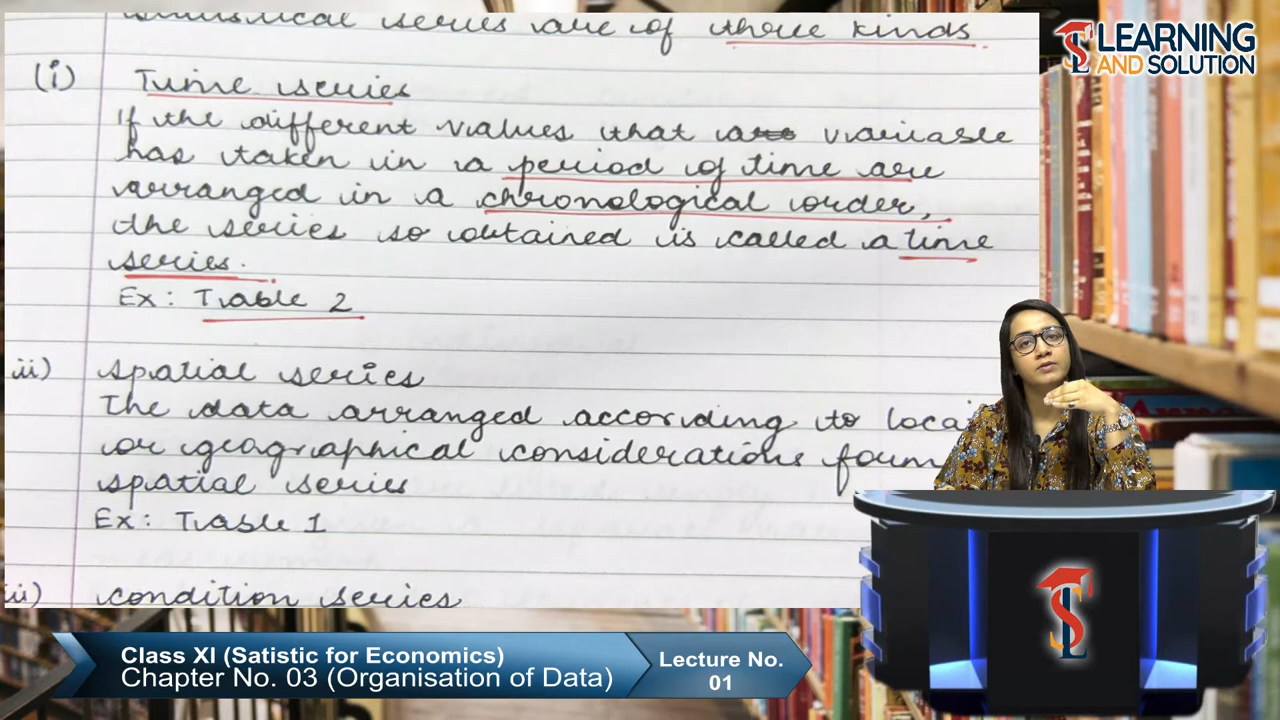 statistical series are of three kinds.
(i) Time series
If the different values that a variable
has taken in a period of time are
arranged in a chronological order,
the series so obtained is called a time
series.
Ex: Table 2
ii) spatial series
The data arranged according to
or geographical considerations form
spatial series
Ex: Table 1
iii) condition series
LEARNING
AND SOLUTION
Class XI (Satistic for Economics)
Chapter No. 03 (Organisation of Data)
Lecture No.
01